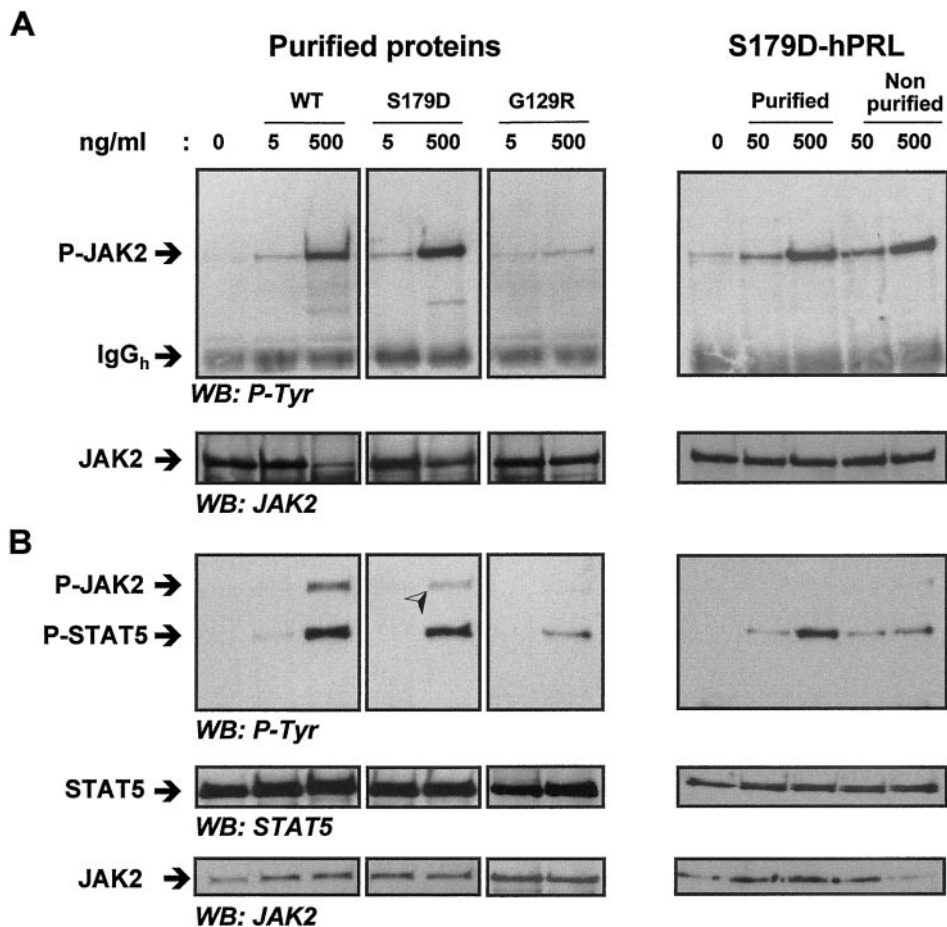 A
Purified proteins
S179D-hPRL
WT S179D G129R Purified Non purified
ng/ml : 0 5 500 5 500 5 500 0 50 500 50 500
P-JAK2
IgGh
WB: P-Tyr
JAK2
WB: JAK2
B
P-JAK2
P-STAT5
WB: P-Tyr
STAT5
WB: STAT5
JAK2
WB: JAK2